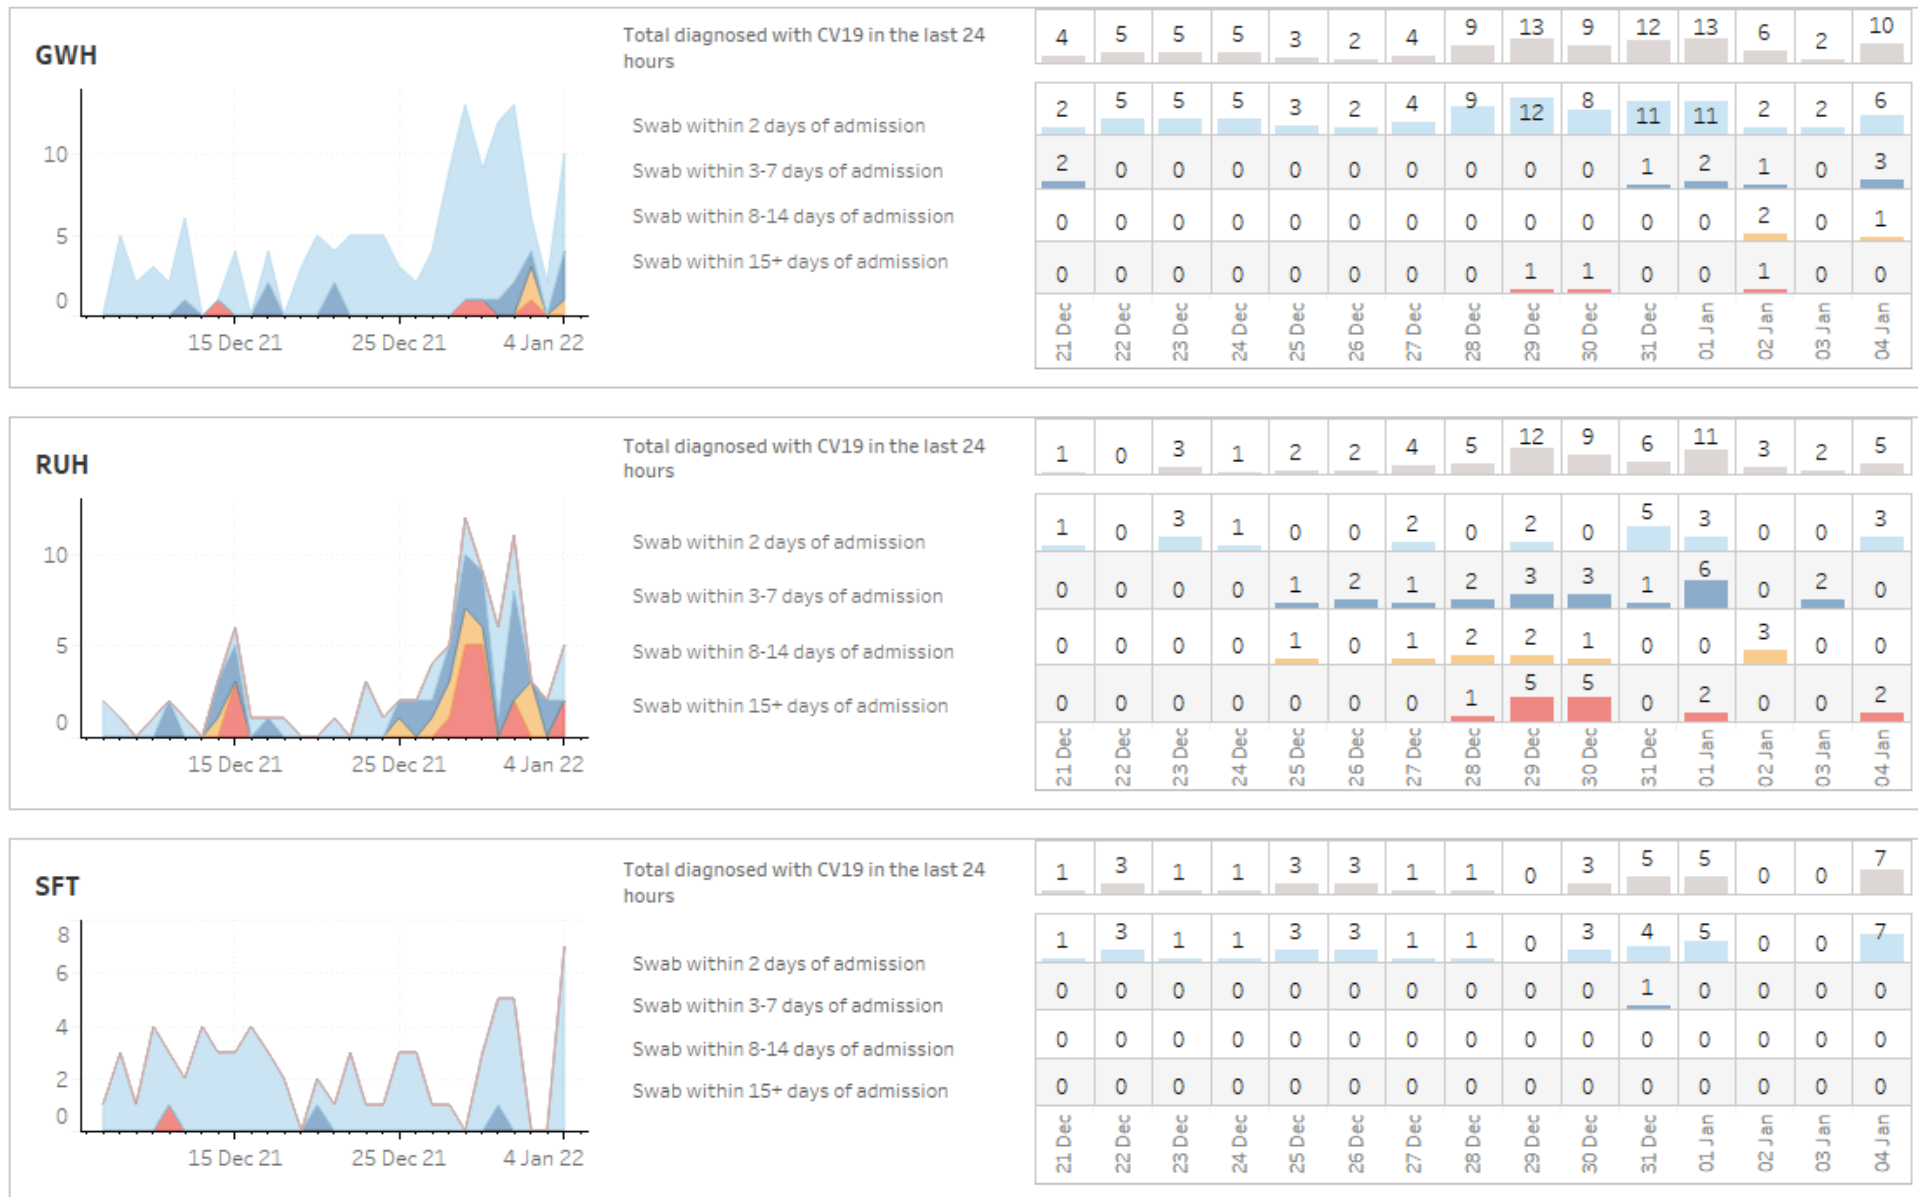 GWH
Total diagnosed with CV19 in the last 24
hours
4 5 5 5 3 2 4 9 13 9 12 13 6 2 10
Swab within 2 days of admission
2 5 5 5 3 2 4 9 12 8 11 11 2 2 6
Swab within 3-7 days of admission
2 0 0 0 0 0 0 0 0 0 1 2 1 0 3
Swab within 8-14 days of admission
0 0 0 0 0 0 0 0 0 0 0 0 2 0 1
Swab within 15+ days of admission
0 0 0 0 0 0 0 0 1 1 0 0 1 0 0
21 Dec 22 Dec 23 Dec 24 Dec 25 Dec 26 Dec 27 Dec 28 Dec 29 Dec 30 Dec 31 Dec 01 Jan 02 Jan 03 Jan 04 Jan
10
5
0
15 Dec 21 25 Dec 21 4 Jan 22
RUH
Total diagnosed with CV19 in the last 24
hours
1 0 3 1 2 2 4 5 12 9 6 11 3 2 5
Swab within 2 days of admission
1 0 3 1 0 0 2 0 2 0 5 3 0 0 3
Swab within 3-7 days of admission
0 0 0 0 1 2 1 2 3 3 1 6 0 2 0
Swab within 8-14 days of admission
0 0 0 0 1 0 1 2 2 1 0 0 3 0 0
Swab within 15+ days of admission
0 0 0 0 0 0 0 1 5 5 0 2 0 0 2
21 Dec 22 Dec 23 Dec 24 Dec 25 Dec 26 Dec 27 Dec 28 Dec 29 Dec 30 Dec 31 Dec 01 Jan 02 Jan 03 Jan 04 Jan
10
5
0
15 Dec 21 25 Dec 21 4 Jan 22
SFT
Total diagnosed with CV19 in the last 24
hours
1 3 1 1 3 3 1 1 0 3 5 5 0 0 7
Swab within 2 days of admission
1 3 1 1 3 3 1 1 0 3 4 5 0 0 7
Swab within 3-7 days of admission
0 0 0 0 0 0 0 0 0 0 1 0 0 0 0
Swab within 8-14 days of admission
0 0 0 0 0 0 0 0 0 0 0 0 0 0 0
Swab within 15+ days of admission
0 0 0 0 0 0 0 0 0 0 0 0 0 0 0
21 Dec 22 Dec 23 Dec 24 Dec 25 Dec 26 Dec 27 Dec 28 Dec 29 Dec 30 Dec 31 Dec 01 Jan 02 Jan 03 Jan 04 Jan
8
6
4
2
0
15 Dec 21 25 Dec 21 4 Jan 22